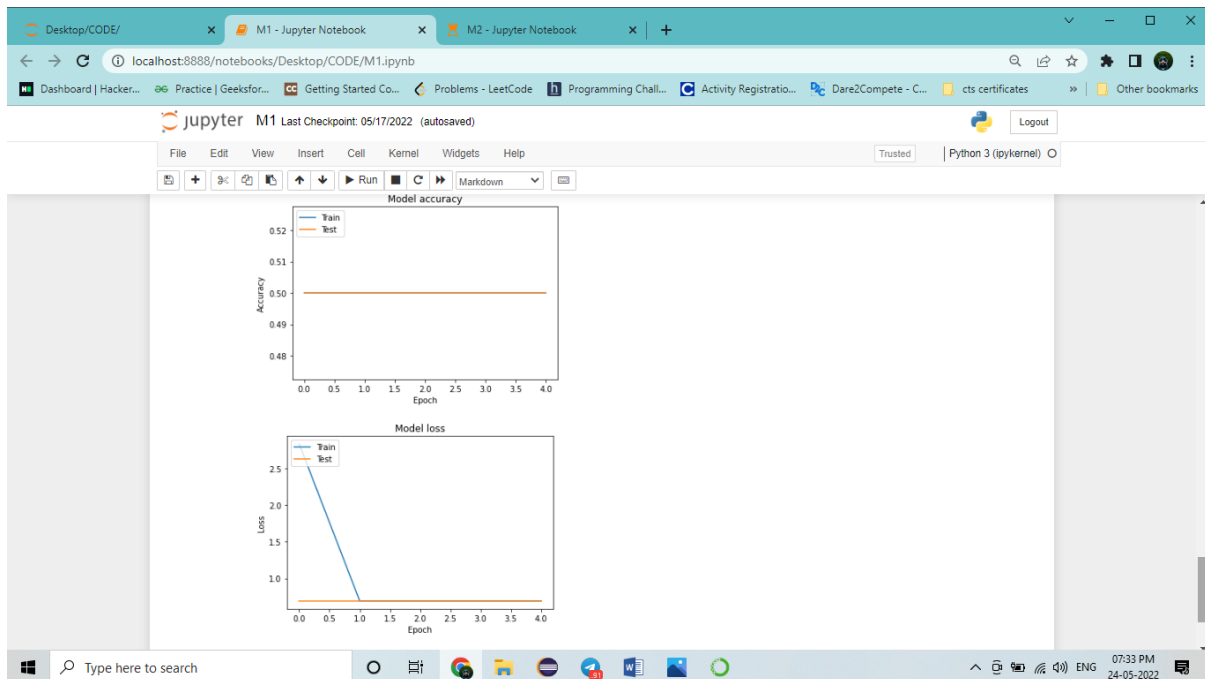 Desktop/CODE/ M1 - Jupyter Notebook M2 - Jupyter Notebook
localhost:8888/notebooks/Desktop/CODE/M1.ipynb
Dashboard | Hacker... Practice | Geeksfor... Getting Started Co... Problems - LeetCode Programming Chall... Activity Registratio... Dare2Compete - C... cts certificates » Other bookmarks
jupyter M1 Last Checkpoint: 05/17/2022 (autosaved) Logout
File Edit View Insert Cell Kernel Widgets Help Trusted Python 3 (ipykernel)
Run Markdown
Model accuracy
Train
Test
0.52
0.51
0.50
0.49
0.48
Accuracy
0.0 0.5 1.0 1.5 2.0 2.5 3.0 3.5 4.0
Epoch
Model loss
Train
Test
2.5
2.0
1.5
1.0
Loss
0.0 0.5 1.0 1.5 2.0 2.5 3.0 3.5 4.0
Epoch
Type here to search 91 ENG 07:33 PM
24-05-2022